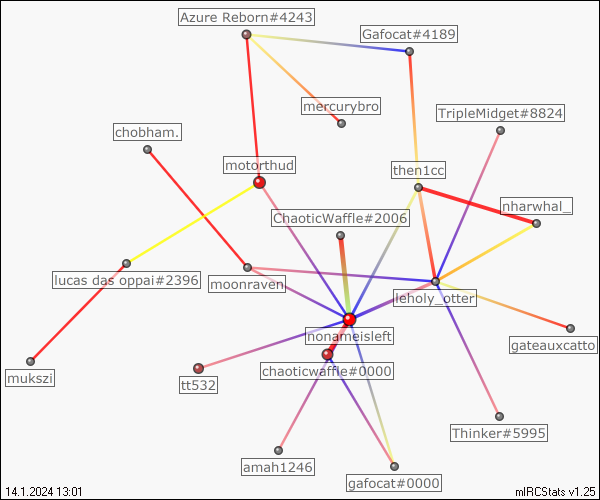 Azure Reborn#4243
Gafocat#4189
mercurybro
TripleMidget#8824
chobham.
motorthud
then1cc
nharwhal_
ChaoticWaffle#2006
lucas das oppai#2396
moonraven
leholy_otter
nonameisleft
gateauxcatto
chaoticwaffle#0000
mukszi
tt532
Thinker#5995
amah1246
gafocat#0000
14.1.2024 13:01
mIRCStats v1.25